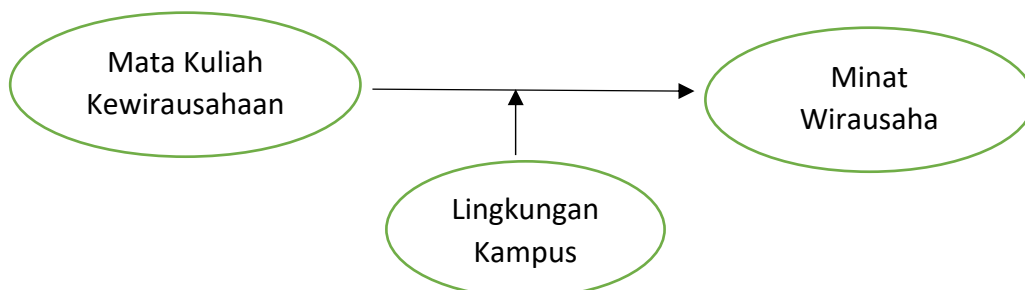 Mata Kuliah
Kewirausahaan
Minat
Wirausaha
Lingkungan
Kampus